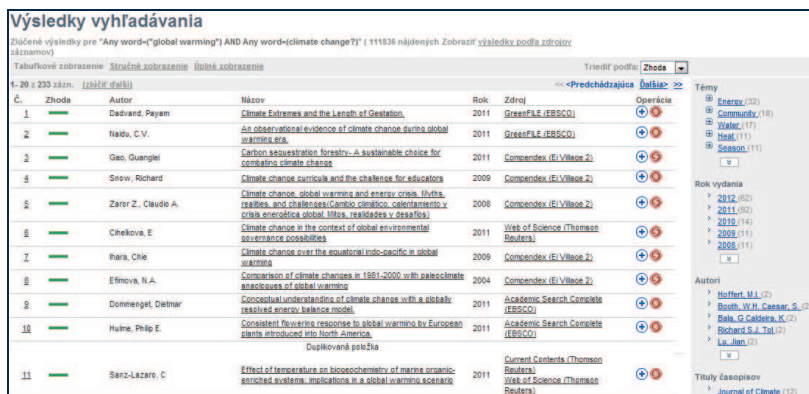 Výsledky vyhľadávania
Zlúčené výsledky pre "Any word=("global warming") AND Any word=(climate change?)" ( 111836 nájdených Zobraziť výsledky podľa zdrojov
záznamov)
Tabuľkové zobrazenie Stručné zobrazenie Úplné zobrazenie Triediť podľa: Zhoda
1- 20 z 233 zázn. (zlúčiť ďalší) << <Predchádzajúca Ďalšia> >>
Č. Zhoda Autor Názov Rok Zdroj Operácia
1 Dadvand, Payam Climate Extremes and the Length of Gestation. 2011 GreenFILE (EBSCO)
2 Naidu, C.V. An observational evidence of climate change during global
warming era. 2011 GreenFILE (EBSCO)
3 Gao, Guanglei Carbon sequestration forestry- A sustainable choice for
combating climate change 2011 Compendex (Ei Village 2)
4 Snow, Richard Climate change curricula and the challenge for educators 2009 Compendex (Ei Village 2)
5 Zaror Z., Claudio A. Climate change, global warming and energy crisis. Myths,
realities, and challenges(Cambio climático, calentamiento y
crisis energética global: Mitos, realidades y desafíos) 2008 Compendex (Ei Village 2)
6 Cihelkova, E Climate change in the context of global environmental
governance possibilities 2011 Web of Science (Thomson
Reuters)
7 Ihara, Chie Climate change over the equatorial indo-pacific in global
warming 2009 Compendex (Ei Village 2)
8 Efimova, N.A. Comparison of climate changes in 1981-2000 with paleoclimate
anaologues of global warming 2004 Compendex (Ei Village 2)
9 Dommenget, Dietmar Conceptual understanding of climate change with a globally
resolved energy balance model. 2011 Academic Search Complete
(EBSCO)
10 Hulme, Philip E. Consistent flowering response to global warming by European
plants introduced into North America. 2011 Academic Search Complete
(EBSCO)
Duplikovaná položka
11 Sanz-Lazaro, C Effect of temperature on biogeochemistry of marine organic-
enriched systems: implications in a global warming scenario 2011 Current Contents (Thomson
Reuters)
Web of Science (Thomson
Reuters)
Témy
Energy (32)
Community (18)
Water (17)
Heat (11)
Season (11)
Rok vydania
2012 (62)
2011 (92)
2010 (14)
2009 (11)
2008 (11)
Autori
Hoffert, M.I. (2)
Booth, W.H. Caesar, S. (2)
Bala, G Caldeira, K (2)
Richard S.J. Tol (2)
Lu, Jian (2)
Tituly časopisov
Journal of Climate (12)